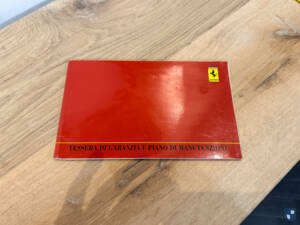 TESSERA DI GARANZIA E PIANO DI MANUTENZIONE